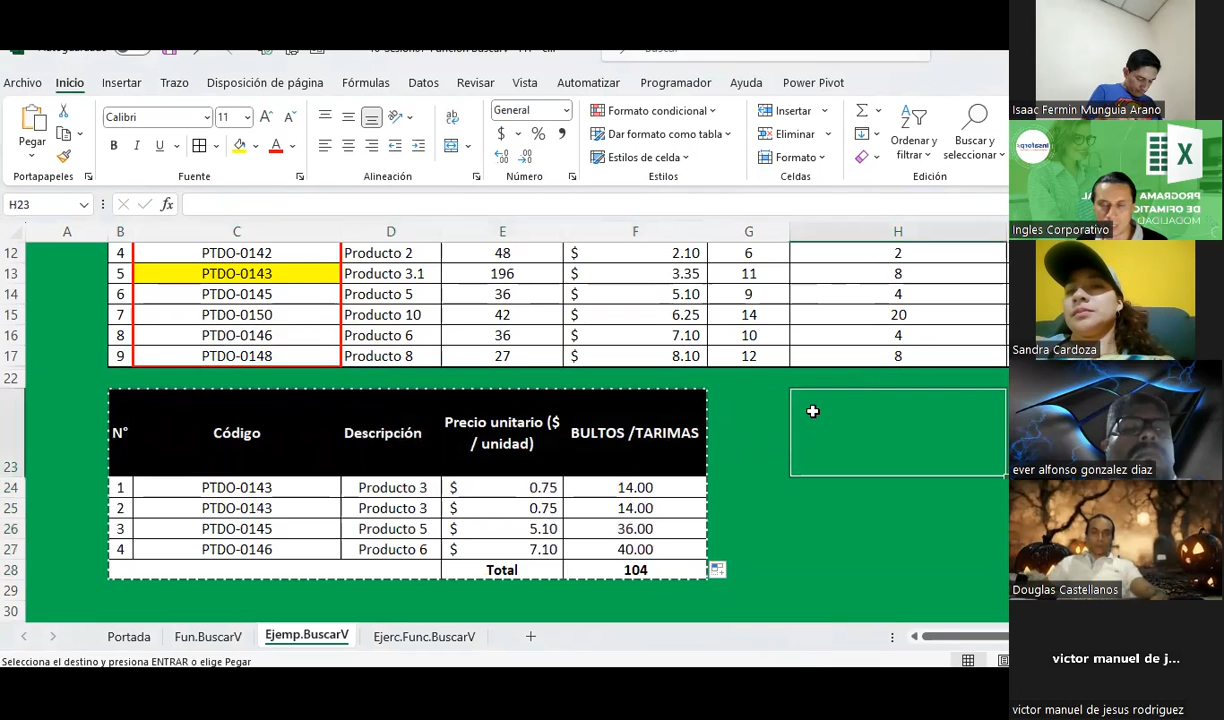 Archivo Inicio Insertar Trazo Disposición de página Fórmulas Datos Revisar Vista Automatizar Programador Ayuda Power Pivot
Pegar
Calibri 11
N K S
General
$ %
Formato condicional
Dar formato como tabla
Estilos de celda
Insertar
Eliminar
Formato
Ordenar y filtrar
Buscar y seleccionar
Portapapeles Fuente Alineación Número Estilos Celdas Edición
H23 fx
A B C D E F G H
12 4 PTDO-0142 Producto 2 48 $ 2.10 6 2
13 5 PTDO-0143 Producto 3.1 196 $ 3.35 11 8
14 6 PTDO-0145 Producto 5 36 $ 5.10 9 4
15 7 PTDO-0150 Producto 10 42 $ 6.25 14 20
16 8 PTDO-0146 Producto 6 36 $ 7.10 10 4
17 9 PTDO-0148 Producto 8 27 $ 8.10 12 8
22
23 N° Código Descripción Precio unitario ($ / unidad) BULTOS /TARIMAS
24 1 PTDO-0143 Producto 3 $ 0.75 14.00
25 2 PTDO-0143 Producto 3 $ 0.75 14.00
26 3 PTDO-0145 Producto 5 $ 5.10 36.00
27 4 PTDO-0146 Producto 6 $ 7.10 40.00
28 Total 104
29
30
Portada Fun.BuscarV Ejemp.BuscarV Ejerc.Func.BuscarV
Selecciona el destino y presiona ENTRAR o elige Pegar
Isaac Fermin Munguia Arano
PROGRAMA
DE OFIMATIC
MODALIDAD
Ingles Corporativo
Sandra Cardoza
ever alfonso gonzalez diaz
Douglas Castellanos
victor manuel de j...
victor manuel de jesus rodriguez